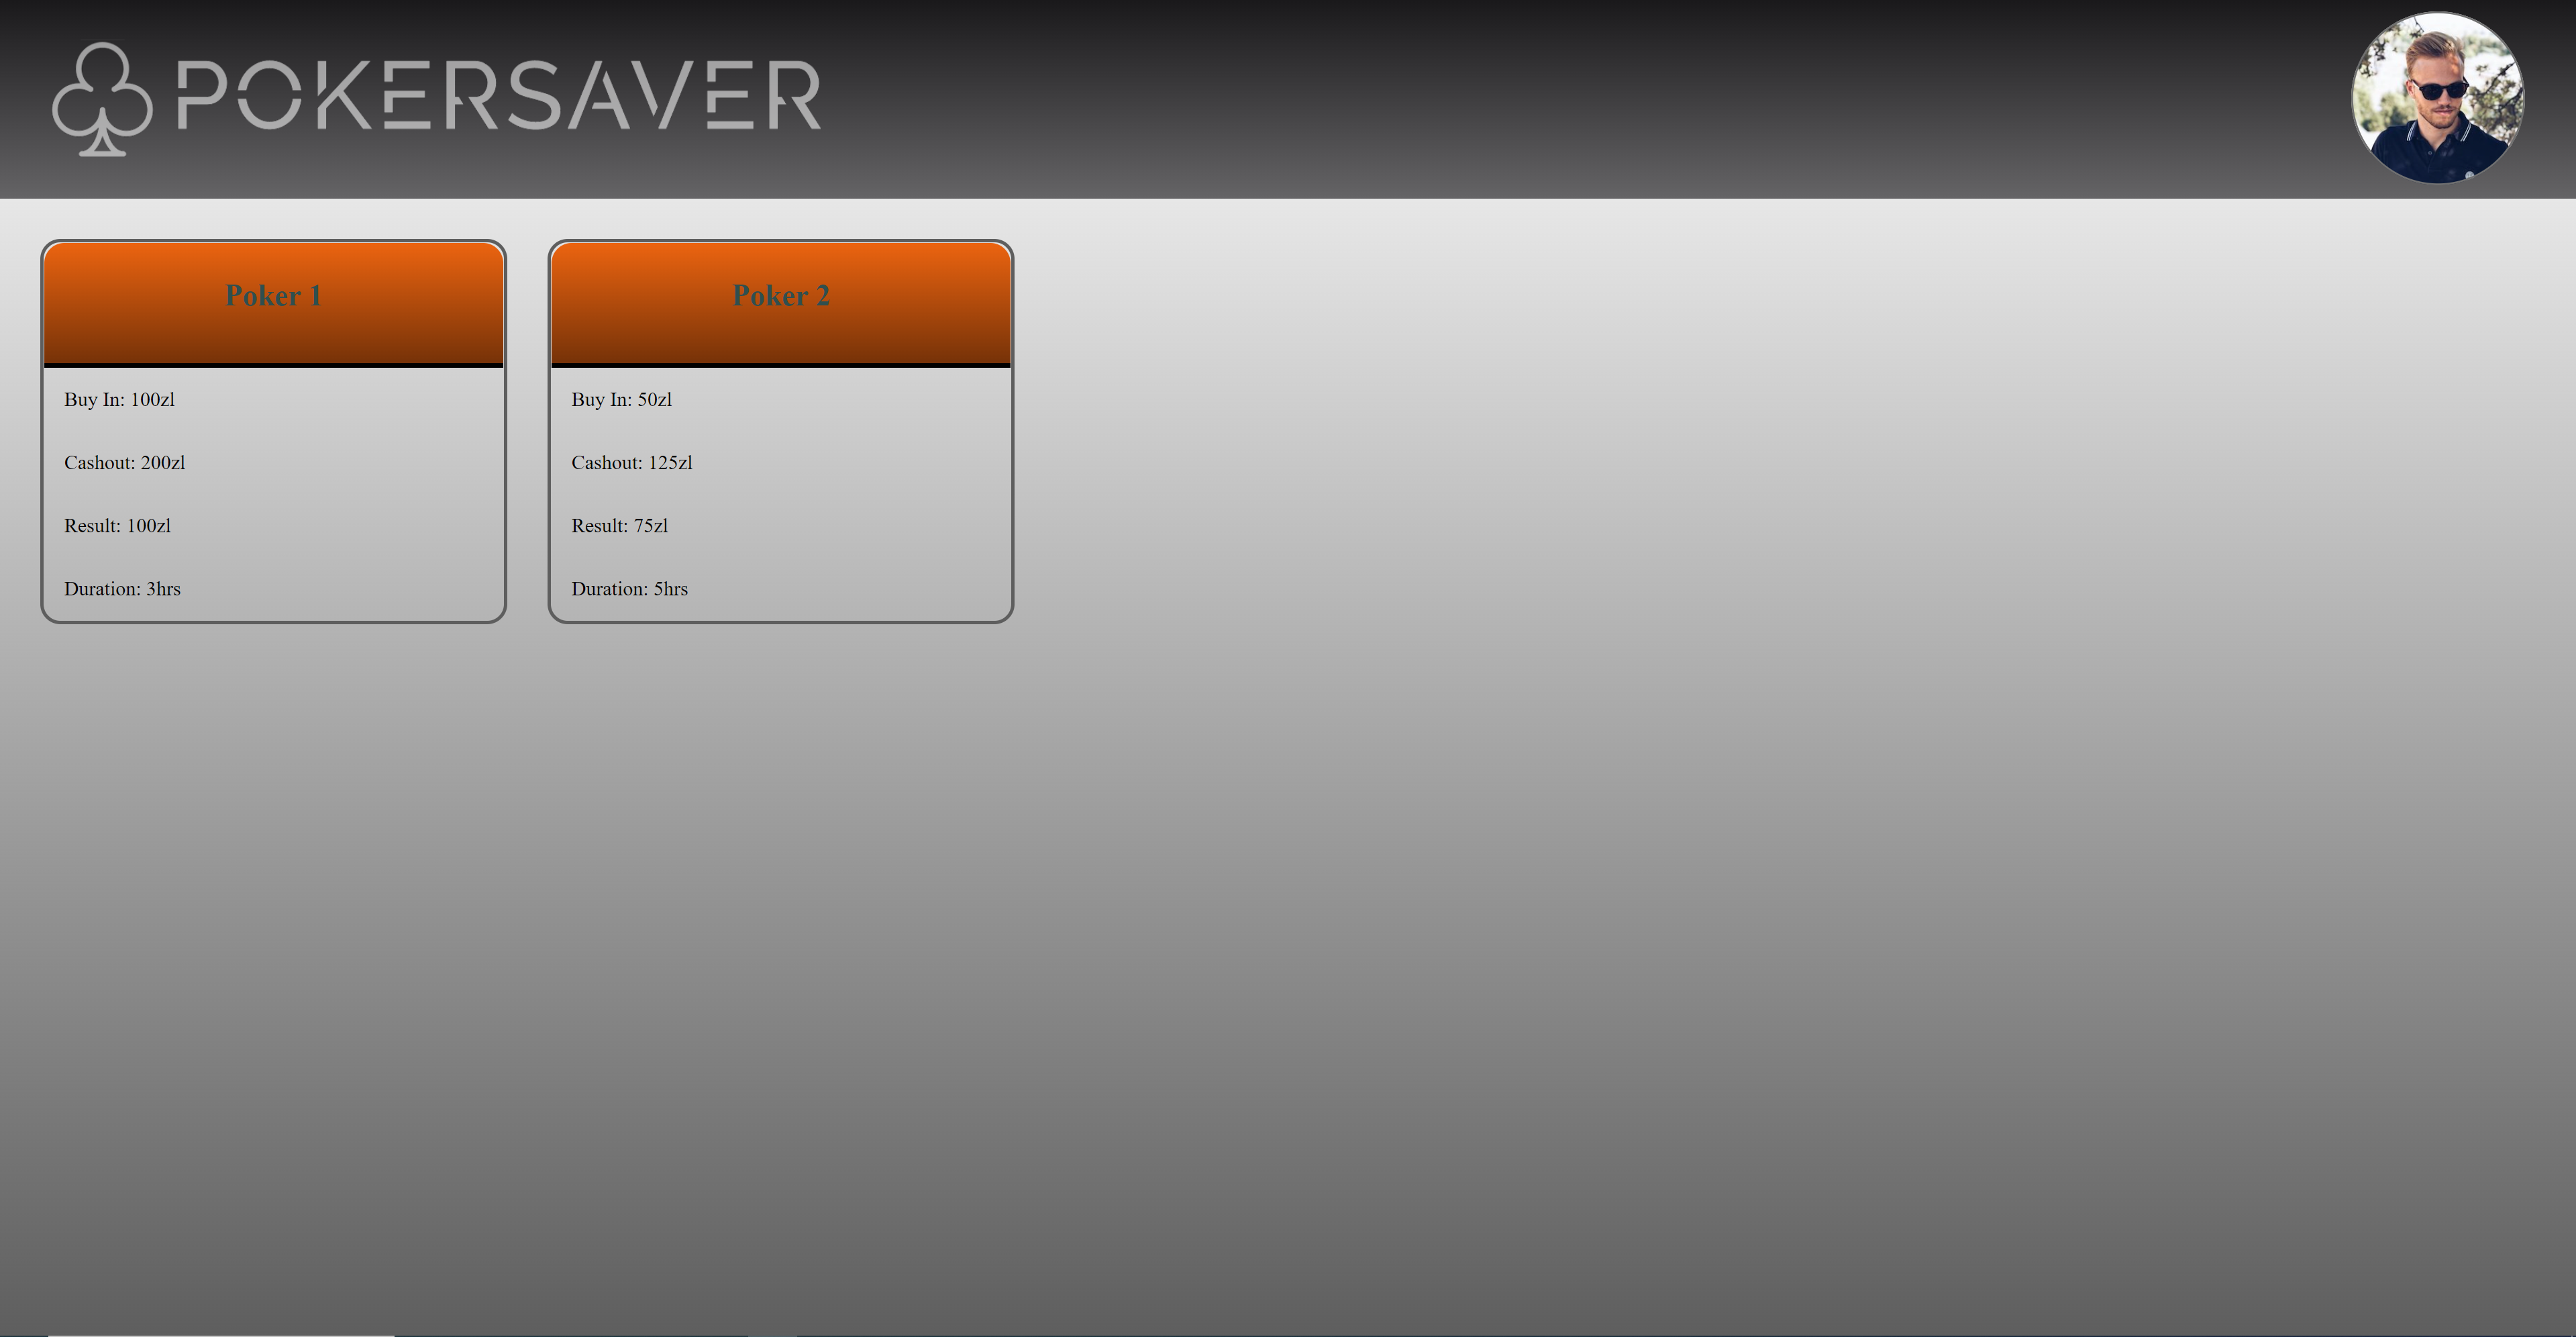 POKERSAVER
Poker 1
Buy In: 100zl
Cashout: 200zl
Result: 100zl
Duration: 3hrs
Poker 2
Buy In: 50zl
Cashout: 125zl
Result: 75zl
Duration: 5hrs